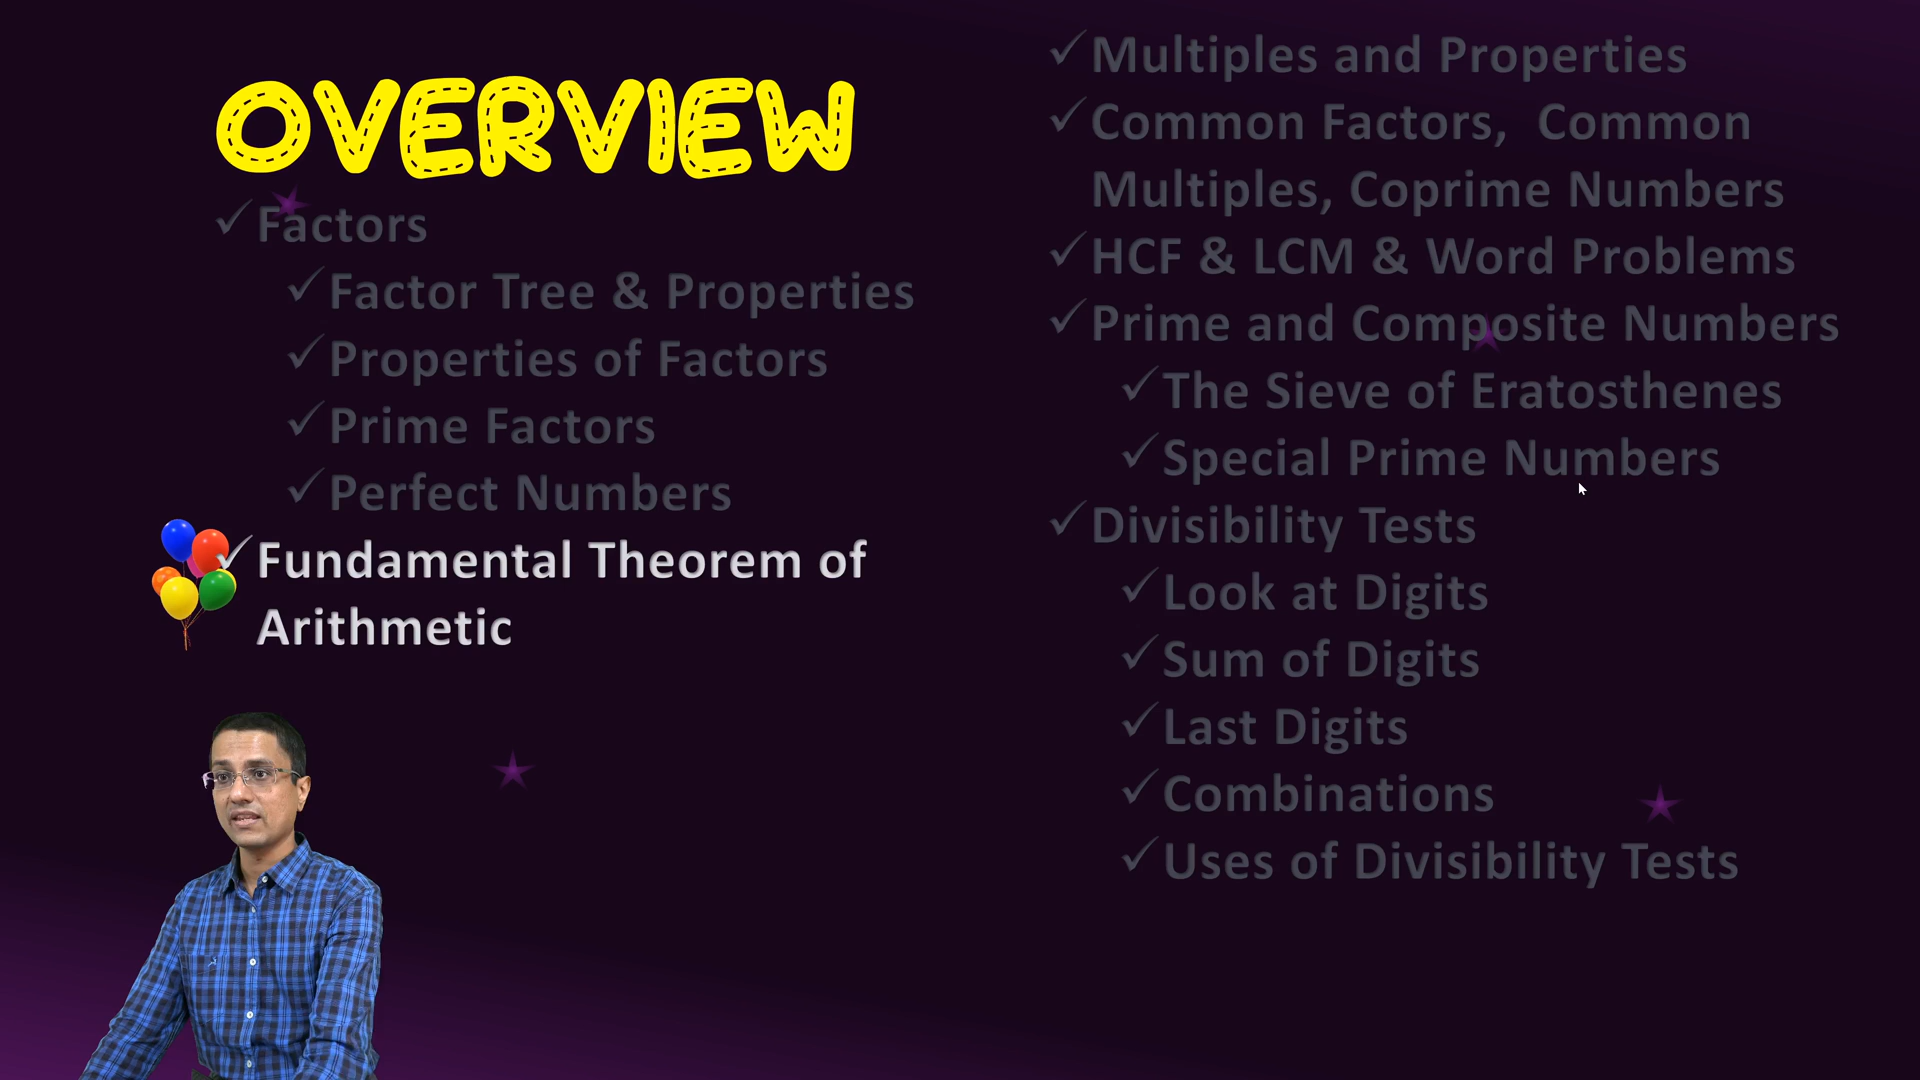 OVERVIEW
✓Factors
✓Factor Tree & Properties
✓Properties of Factors
✓Prime Factors
✓Perfect Numbers
✓Fundamental Theorem of
Arithmetic
✓Multiples and Properties
✓Common Factors, Common
Multiples, Coprime Numbers
✓HCF & LCM & Word Problems
✓Prime and Composite Numbers
✓The Sieve of Eratosthenes
✓Special Prime Numbers
✓Divisibility Tests
✓Look at Digits
✓Sum of Digits
✓Last Digits
✓Combinations
✓Uses of Divisibility Tests